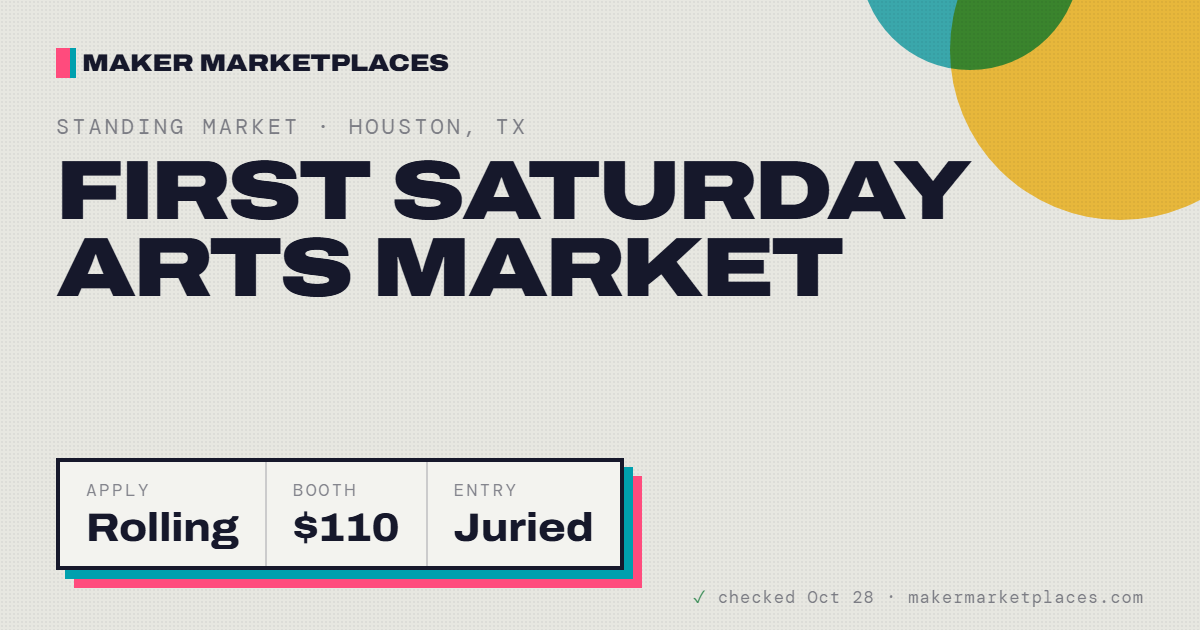 MAKER MARKETPLACES
STANDING MARKET · HOUSTON, TX
FIRST SATURDAY
ARTS MARKET
APPLY
Rolling
BOOTH
$110
ENTRY
Juried
✓ checked Oct 28 · makermarketplaces.com